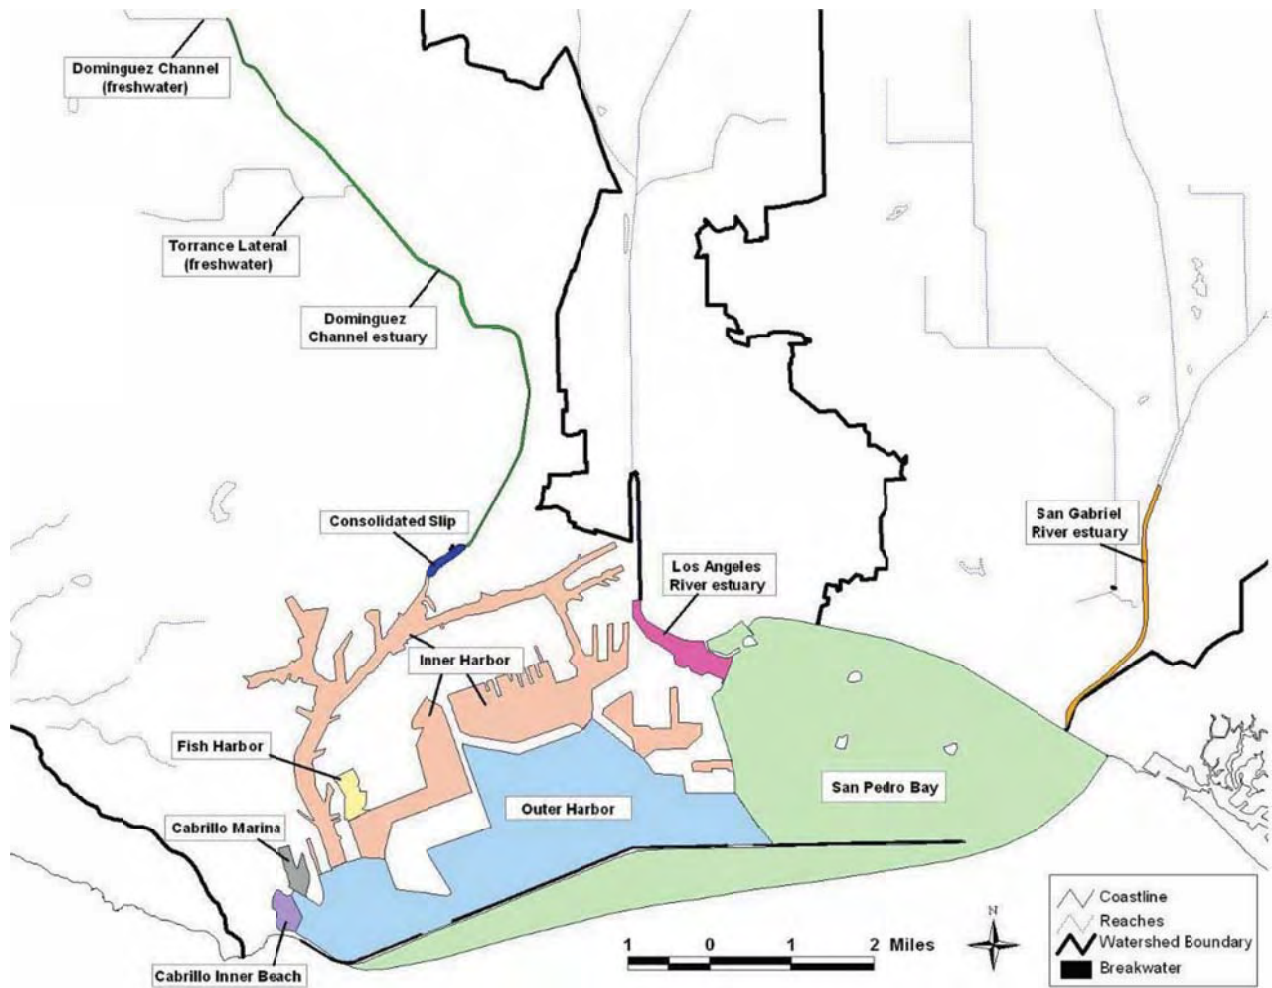 Dominguez Channel
(freshwater)
Torrance Lateral
(freshwater)
Dominguez
Channel estuary
Consolidated Slip
San Gabriel
River estuary
Los Angeles
River estuary
Inner Harbor
Fish Harbor
San Pedro Bay
Outer Harbor
Cabrillo Marina
Cabrillo Inner Beach
1 0 1 2 Miles
N
Coastline
Reaches
Watershed Boundary
Breakwater